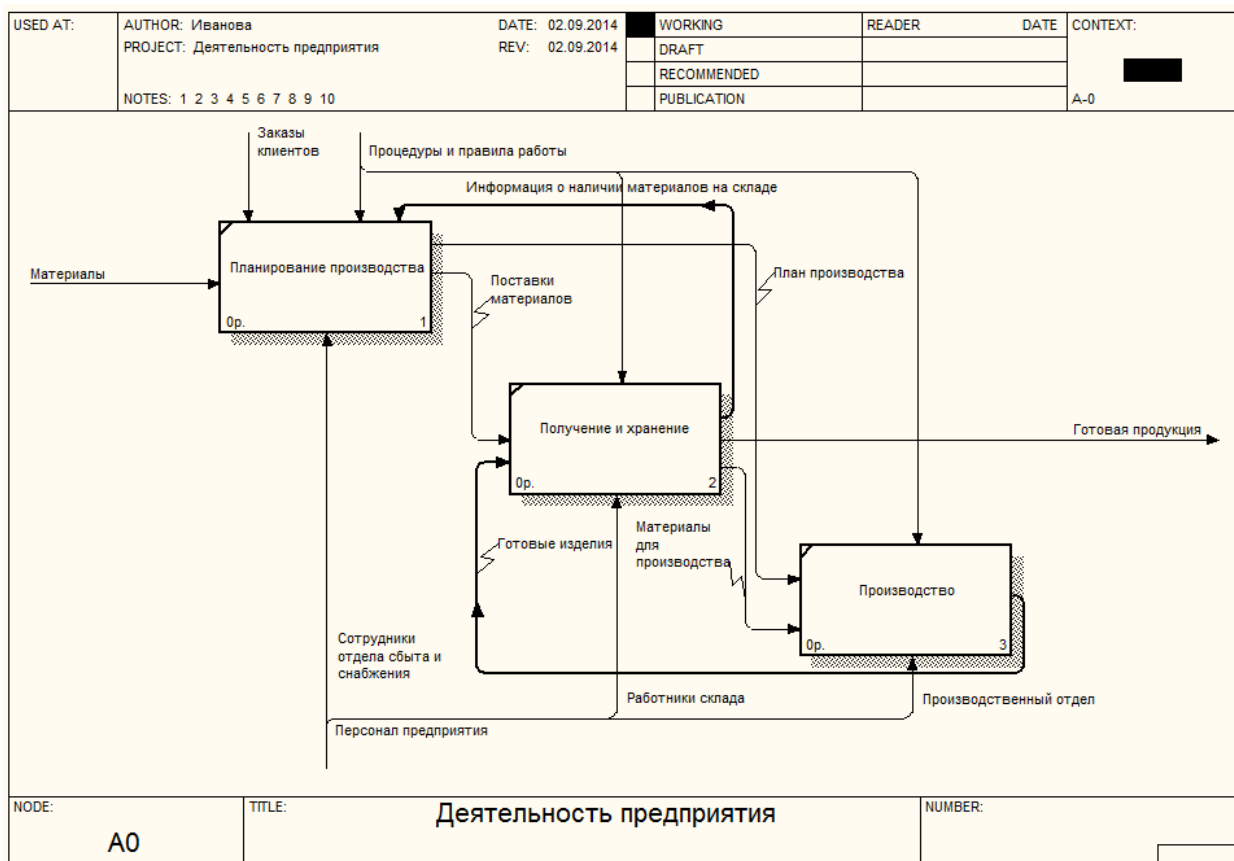 USED AT:
AUTHOR: Иванова
DATE: 02.09.2014
WORKING
READER
DATE
CONTEXT:
PROJECT: Деятельность предприятия
REV: 02.09.2014
DRAFT
RECOMMENDED
NOTES: 1 2 3 4 5 6 7 8 9 10
PUBLICATION
A-0
Заказы
клиентов
Процедуры и правила работы
Информация о наличии материалов на складе
Материалы
Планирование производства
0р.
1
Поставки
материалов
План производства
Получение и хранение
0р.
2
Готовая продукция
Готовые изделия
Материалы
для
производства
Производство
0р.
3
Сотрудники
отдела сбыта и
снабжения
Работники склада
Производственный отдел
Персонал предприятия
NODE:
A0
TITLE:
Деятельность предприятия
NUMBER: